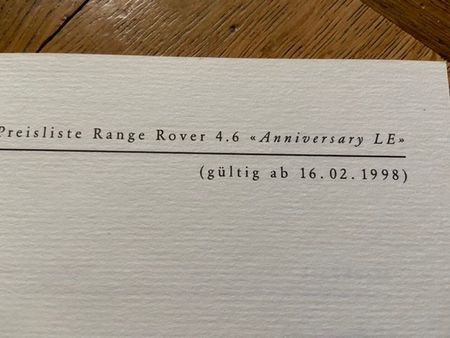 Preisliste Range Rover 4.6 «Anniversary LE»
(gültig ab 16.02.1998)